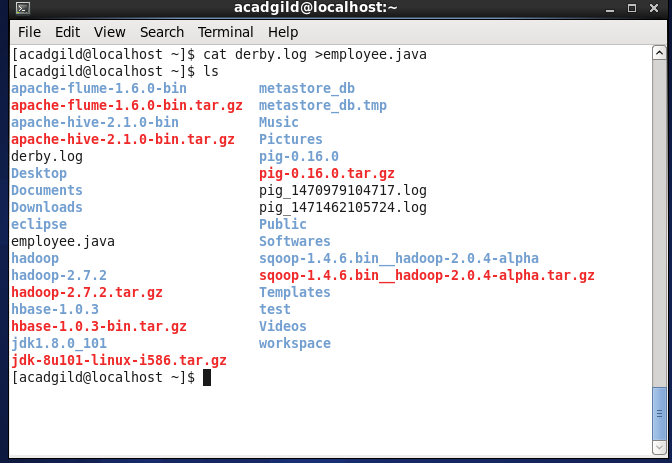 acadgild@localhost:~
File Edit View Search Terminal Help
[acadgild@localhost ~]$ cat derby.log >employee.java
[acadgild@localhost ~]$ ls
apache-flume-1.6.0-bin metastore_db
apache-flume-1.6.0-bin.tar.gz metastore_db.tmp
apache-hive-2.1.0-bin Music
apache-hive-2.1.0-bin.tar.gz Pictures
derby.log pig-0.16.0
Desktop pig-0.16.0.tar.gz
Documents pig_1470979104717.log
Downloads pig_1471462105724.log
eclipse Public
employee.java Softwares
hadoop sqoop-1.4.6.bin__hadoop-2.0.4-alpha
hadoop-2.7.2 sqoop-1.4.6.bin__hadoop-2.0.4-alpha.tar.gz
hadoop-2.7.2.tar.gz Templates
hbase-1.0.3 test
hbase-1.0.3-bin.tar.gz Videos
jdk1.8.0_101 workspace
jdk-8u101-linux-i586.tar.gz
[acadgild@localhost ~]$